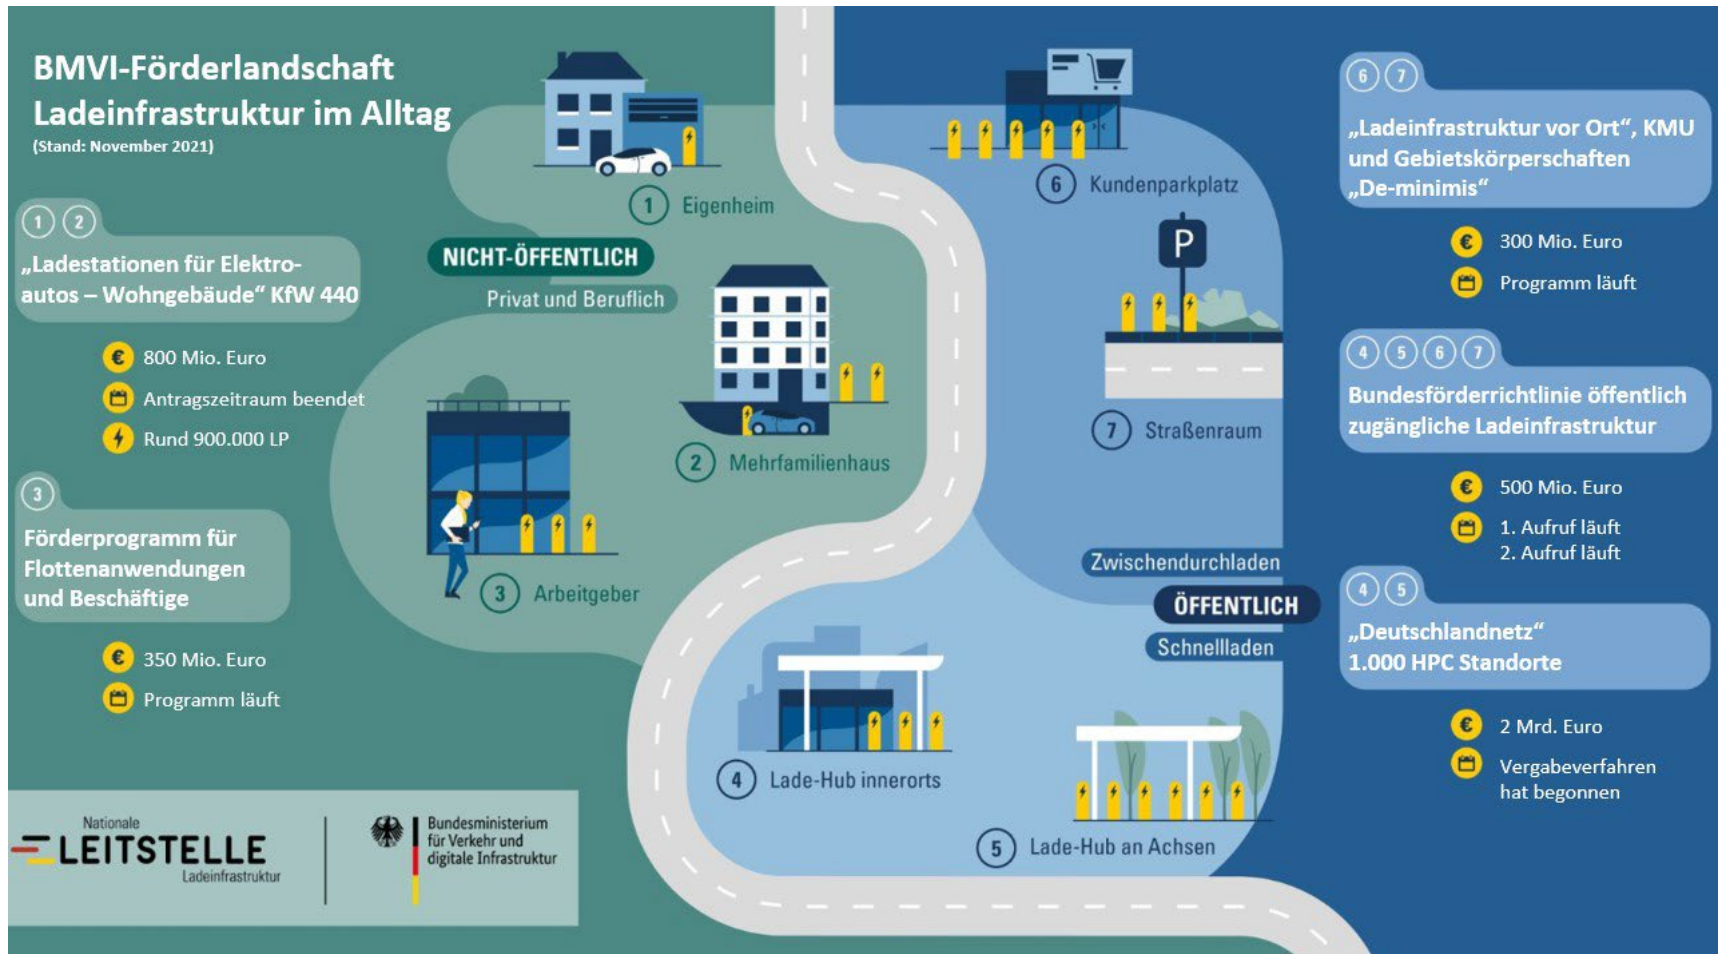 BMVI-Förderlandschaft
Ladeinfrastruktur im Alltag
(Stand: November 2021)
1 2
„Ladestationen für Elektro-
autos – Wohngebäude“ KfW 440
€ 800 Mio. Euro
Antragszeitraum beendet
Rund 900.000 LP
3
Förderprogramm für
Flottenanwendungen
und Beschäftige
€ 350 Mio. Euro
Programm läuft
1 Eigenheim
NICHT-ÖFFENTLICH
Privat und Beruflich
2 Mehrfamilienhaus
3 Arbeitgeber
6 Kundenparkplatz
P
7 Straßenraum
Zwischendurchladen
ÖFFENTLICH
Schnellladen
4 Lade-Hub innerorts
5 Lade-Hub an Achsen
6 7
„Ladeinfrastruktur vor Ort“, KMU
und Gebietskörperschaften
„De-minimis“
€ 300 Mio. Euro
Programm läuft
4 5 6 7
Bundesförderrichtlinie öffentlich
zugängliche Ladeinfrastruktur
€ 500 Mio. Euro
1. Aufruf läuft
2. Aufruf läuft
4 5
„Deutschlandnetz“
1.000 HPC Standorte
€ 2 Mrd. Euro
Vergabeverfahren
hat begonnen
Nationale
LEITSTELLE
Ladeinfrastruktur
Bundesministerium
für Verkehr und
digitale Infrastruktur